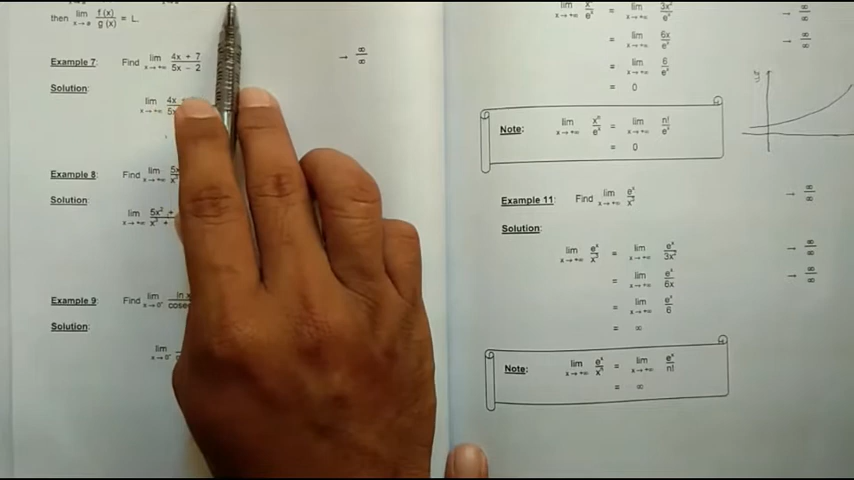 then lim x→a f(x)/g(x) = L.
Example 7: Find lim x→+∞ 4x + 7 / 5x − 2 → ∞/∞
Solution:
lim x→+∞ 4x
Example 8: Find lim x→+∞
Solution:
lim x→+∞ 5x² +
Example 9: Find lim x→0⁺ ln x
Solution:
lim x→0⁺
lim x→+∞ /eˣ = lim x→+∞ 3x²/eˣ → ∞/∞
= lim x→+∞ 6x/eˣ → ∞/∞
= lim x→+∞ 6/eˣ
= 0
y
Note: lim x→+∞ xⁿ/eˣ = lim x→+∞ n!/eˣ
= 0
Example 11: Find lim x→+∞ eˣ/x³ → ∞/∞
Solution:
lim x→+∞ eˣ/x³ = lim x→+∞ eˣ/3x² → ∞/∞
= lim x→+∞ eˣ/6x → ∞/∞
= lim x→+∞ eˣ/6
= ∞
Note: lim x→+∞ eˣ/xⁿ = lim x→+∞ eˣ/n!
= ∞